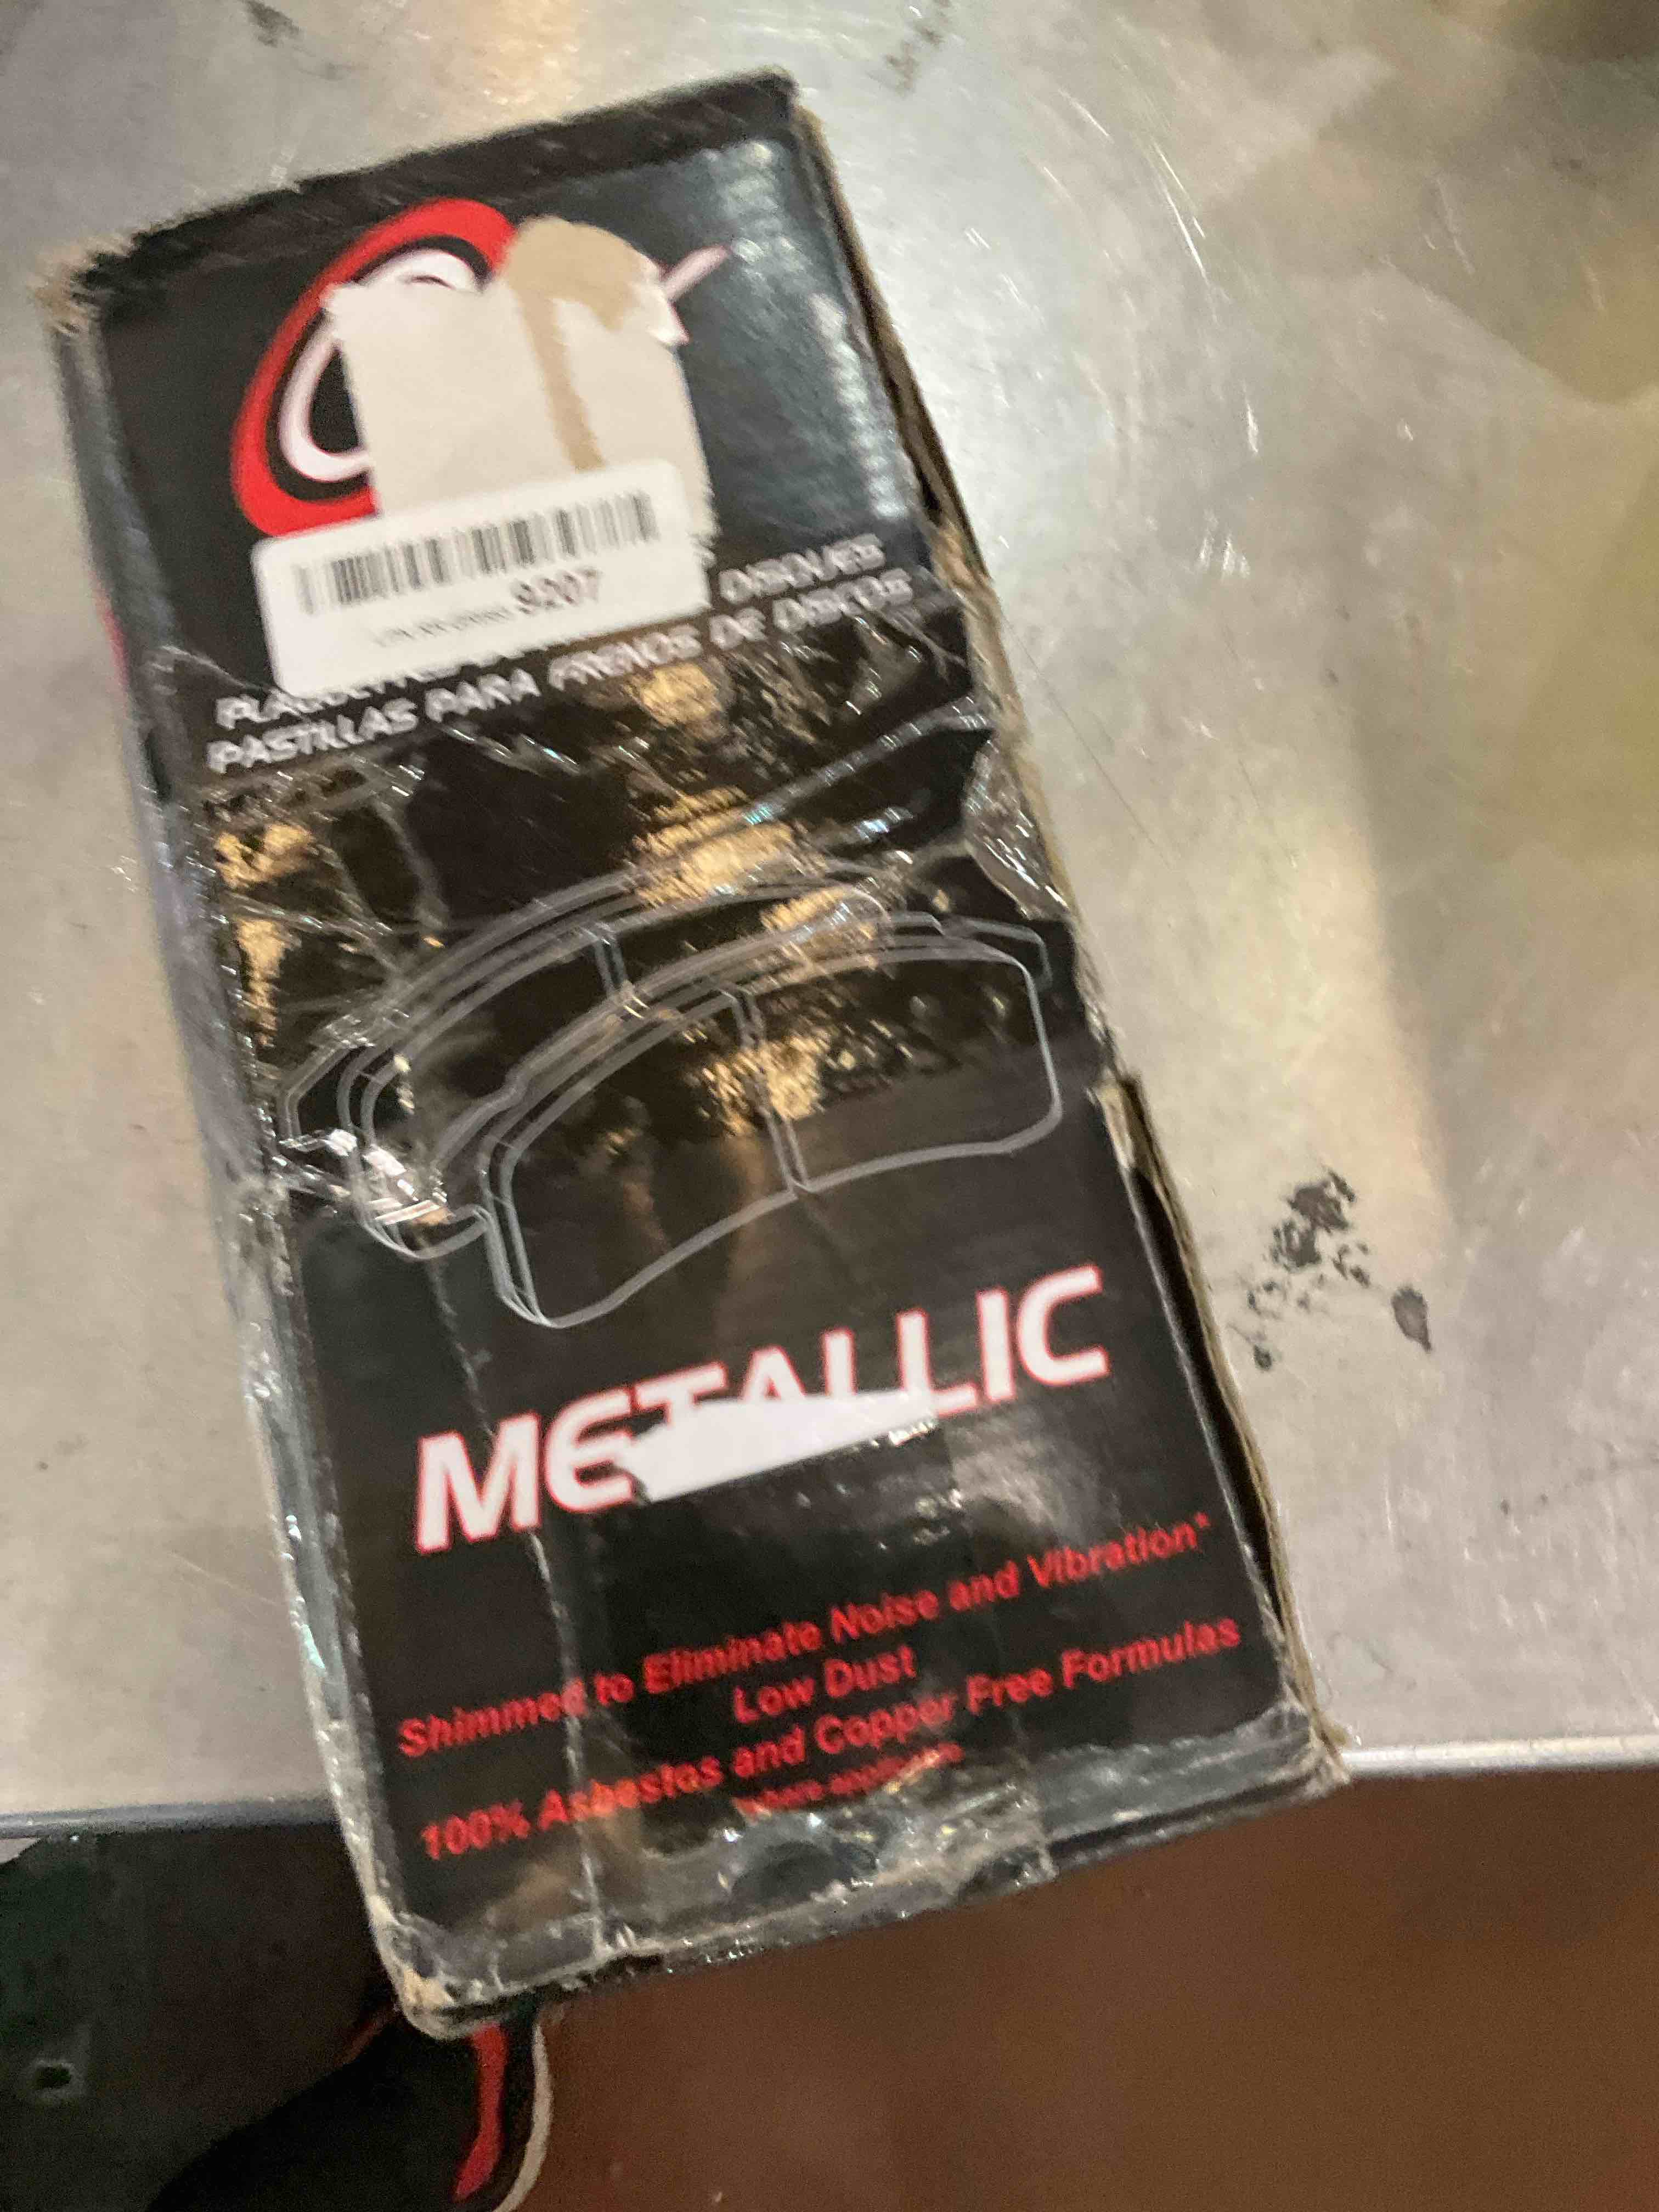 9207
DISQUES
PASTILLAS PARA FRENOS DE DISCOS
METALLIC
Shimmed to Eliminate Noise and Vibration*
Low Dust
100% Asbestos and Copper Free Formulas